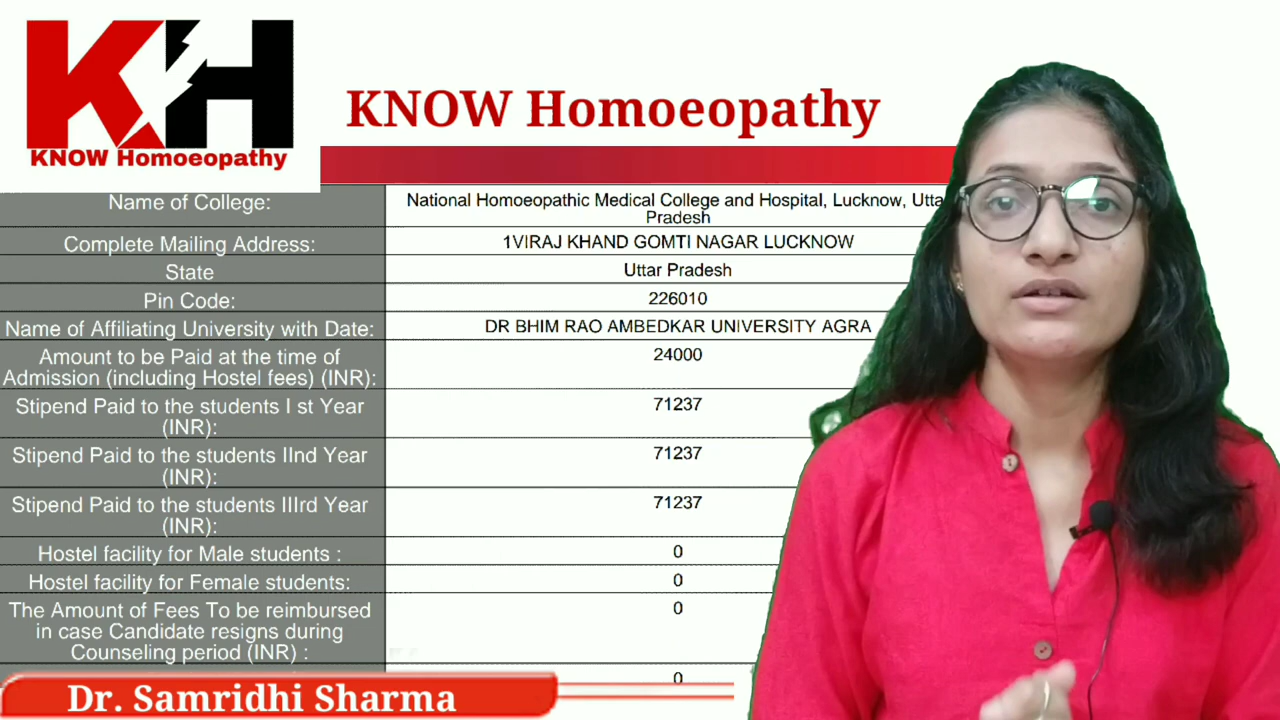 KH
KNOW Homoeopathy
KNOW Homoeopathy
Name of College:
National Homoeopathic Medical College and Hospital, Lucknow,
Pradesh
Complete Mailing Address:
1VIRAJ KHAND GOMTI NAGAR LUCKNOW
State
Uttar Pradesh
Pin Code:
226010
Name of Affiliating University with Date:
DR BHIM RAO AMBEDKAR UNIVERSITY AGRA
Amount to be Paid at the time of
Admission (including Hostel fees) (INR):
24000
Stipend Paid to the students I st Year
(INR):
71237
Stipend Paid to the students IInd Year
(INR):
71237
Stipend Paid to the students IIIrd Year
(INR):
71237
Hostel facility for Male students :
0
Hostel facility for Female students:
0
The Amount of Fees To be reimbursed
in case Candidate resigns during
Counseling period (INR) :
0
0
Dr. Samridhi Sharma